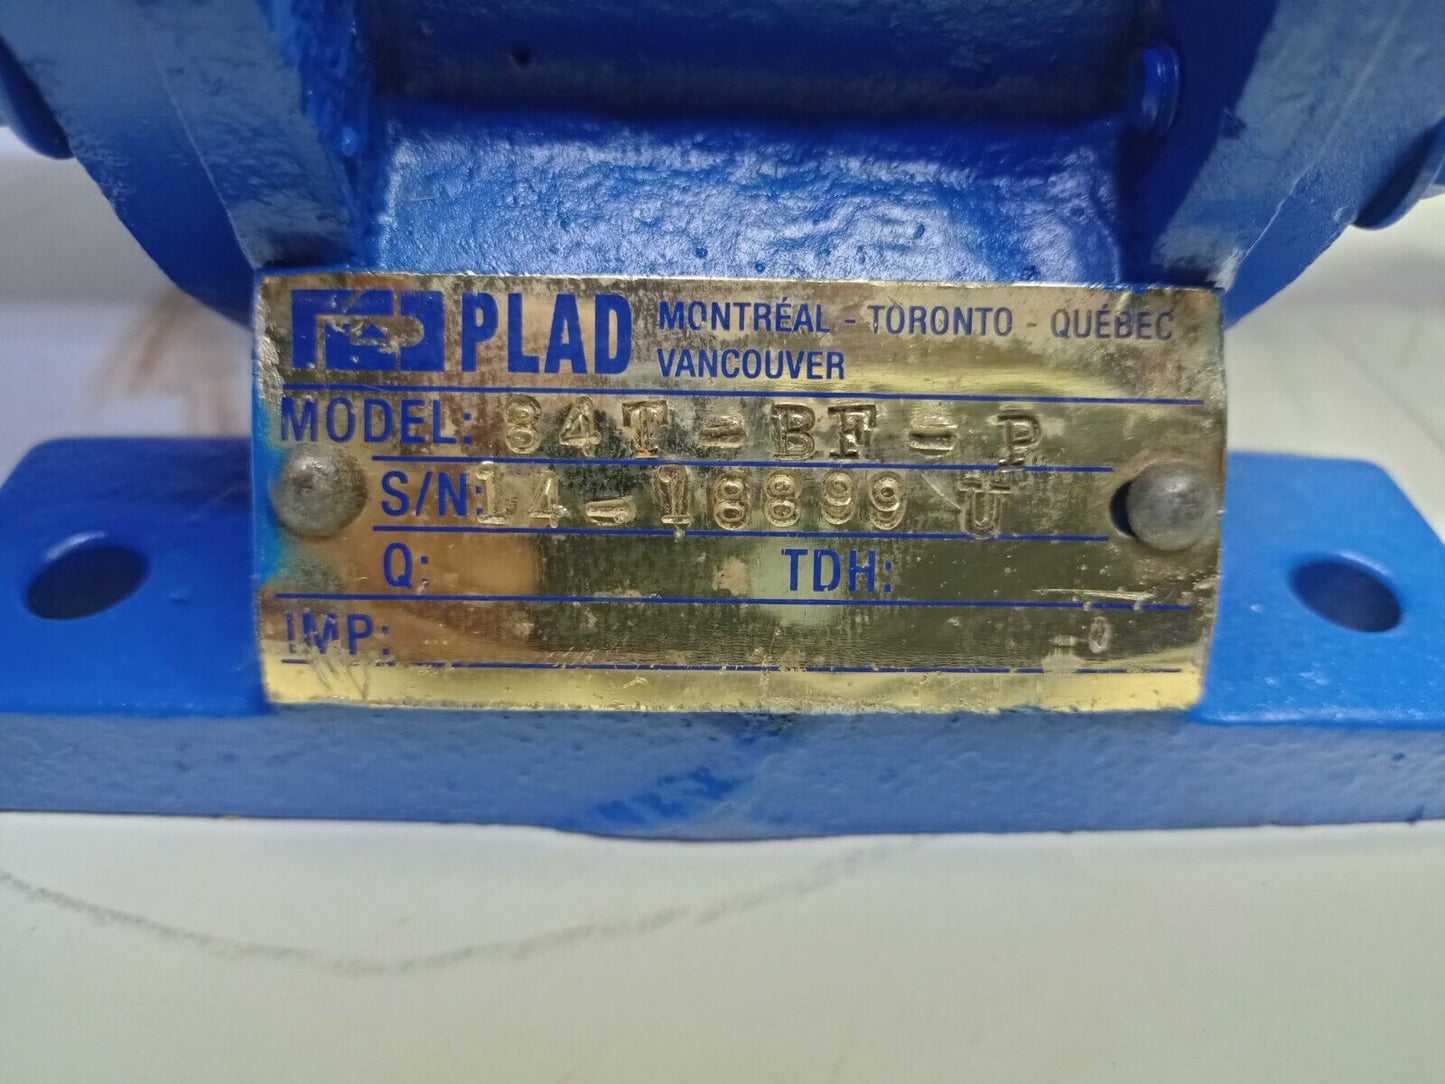 PLAD MONTRÉAL - TORONTO - QUÉBEC
VANCOUVER
MODEL: 84T-BF-P
S/N: 14-18899 U
Q: TDH:
IMP: